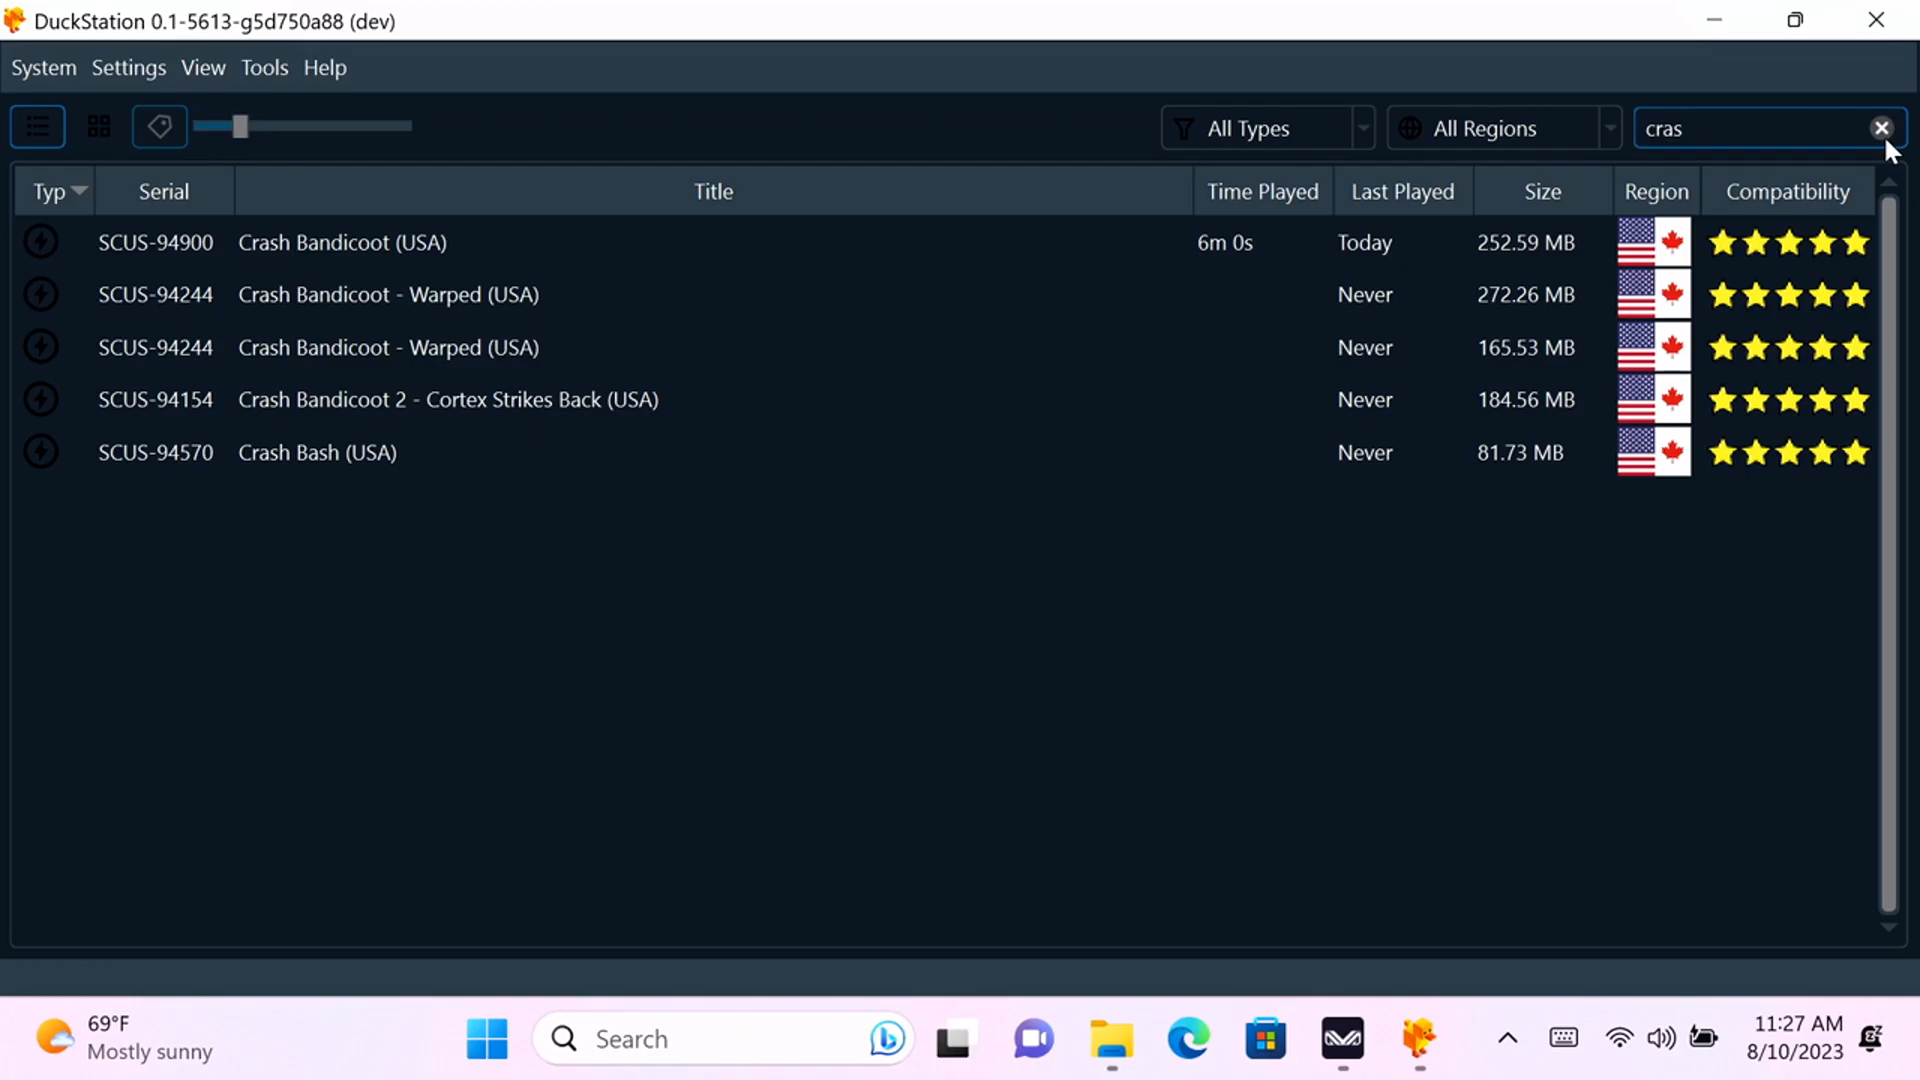 DuckStation 0.1-5613-g5d750a88 (dev)
System Settings View Tools Help
All Types All Regions cras
Typ Serial Title Time Played Last Played Size Region Compatibility
SCUS-94900 Crash Bandicoot (USA) 6m 0s Today 252.59 MB
SCUS-94244 Crash Bandicoot - Warped (USA) Never 272.26 MB
SCUS-94244 Crash Bandicoot - Warped (USA) Never 165.53 MB
SCUS-94154 Crash Bandicoot 2 - Cortex Strikes Back (USA) Never 184.56 MB
SCUS-94570 Crash Bash (USA) Never 81.73 MB
69°F
Mostly sunny
Search
11:27 AM
8/10/2023